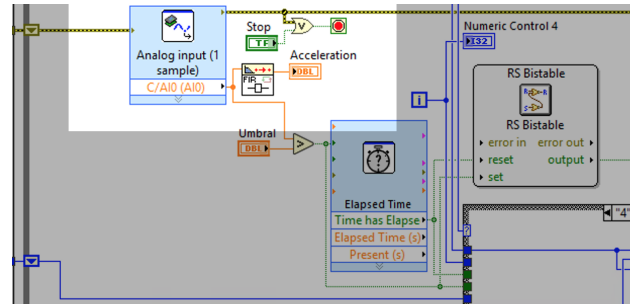 Numeric Control 4
I32
Stop
TF
V
Analog input (1
sample)
C/AI0 (AI0)
Acceleration
DBL
FIR
RS Bistable
RS Bistable
error in error out
reset output
set
i
Umbral
DBL
>
Elapsed Time
Time has Elapse
Elapsed Time (s)
Present (s)
"4"
?